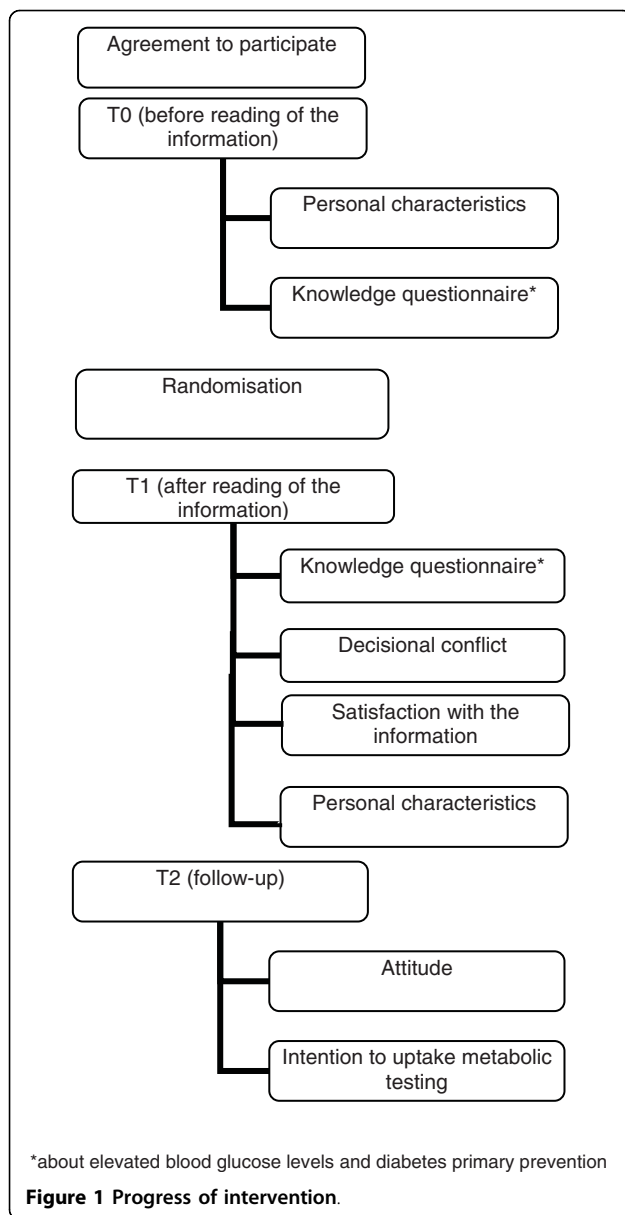 Agreement to participate
T0 (before reading of the
information)
Personal characteristics
Knowledge questionnaire*
Randomisation
T1 (after reading of the
information)
Knowledge questionnaire*
Decisional conflict
Satisfaction with the
information
Personal characteristics
T2 (follow-up)
Attitude
Intention to uptake metabolic
testing
*about elevated blood glucose levels and diabetes primary prevention
Figure 1 Progress of intervention.